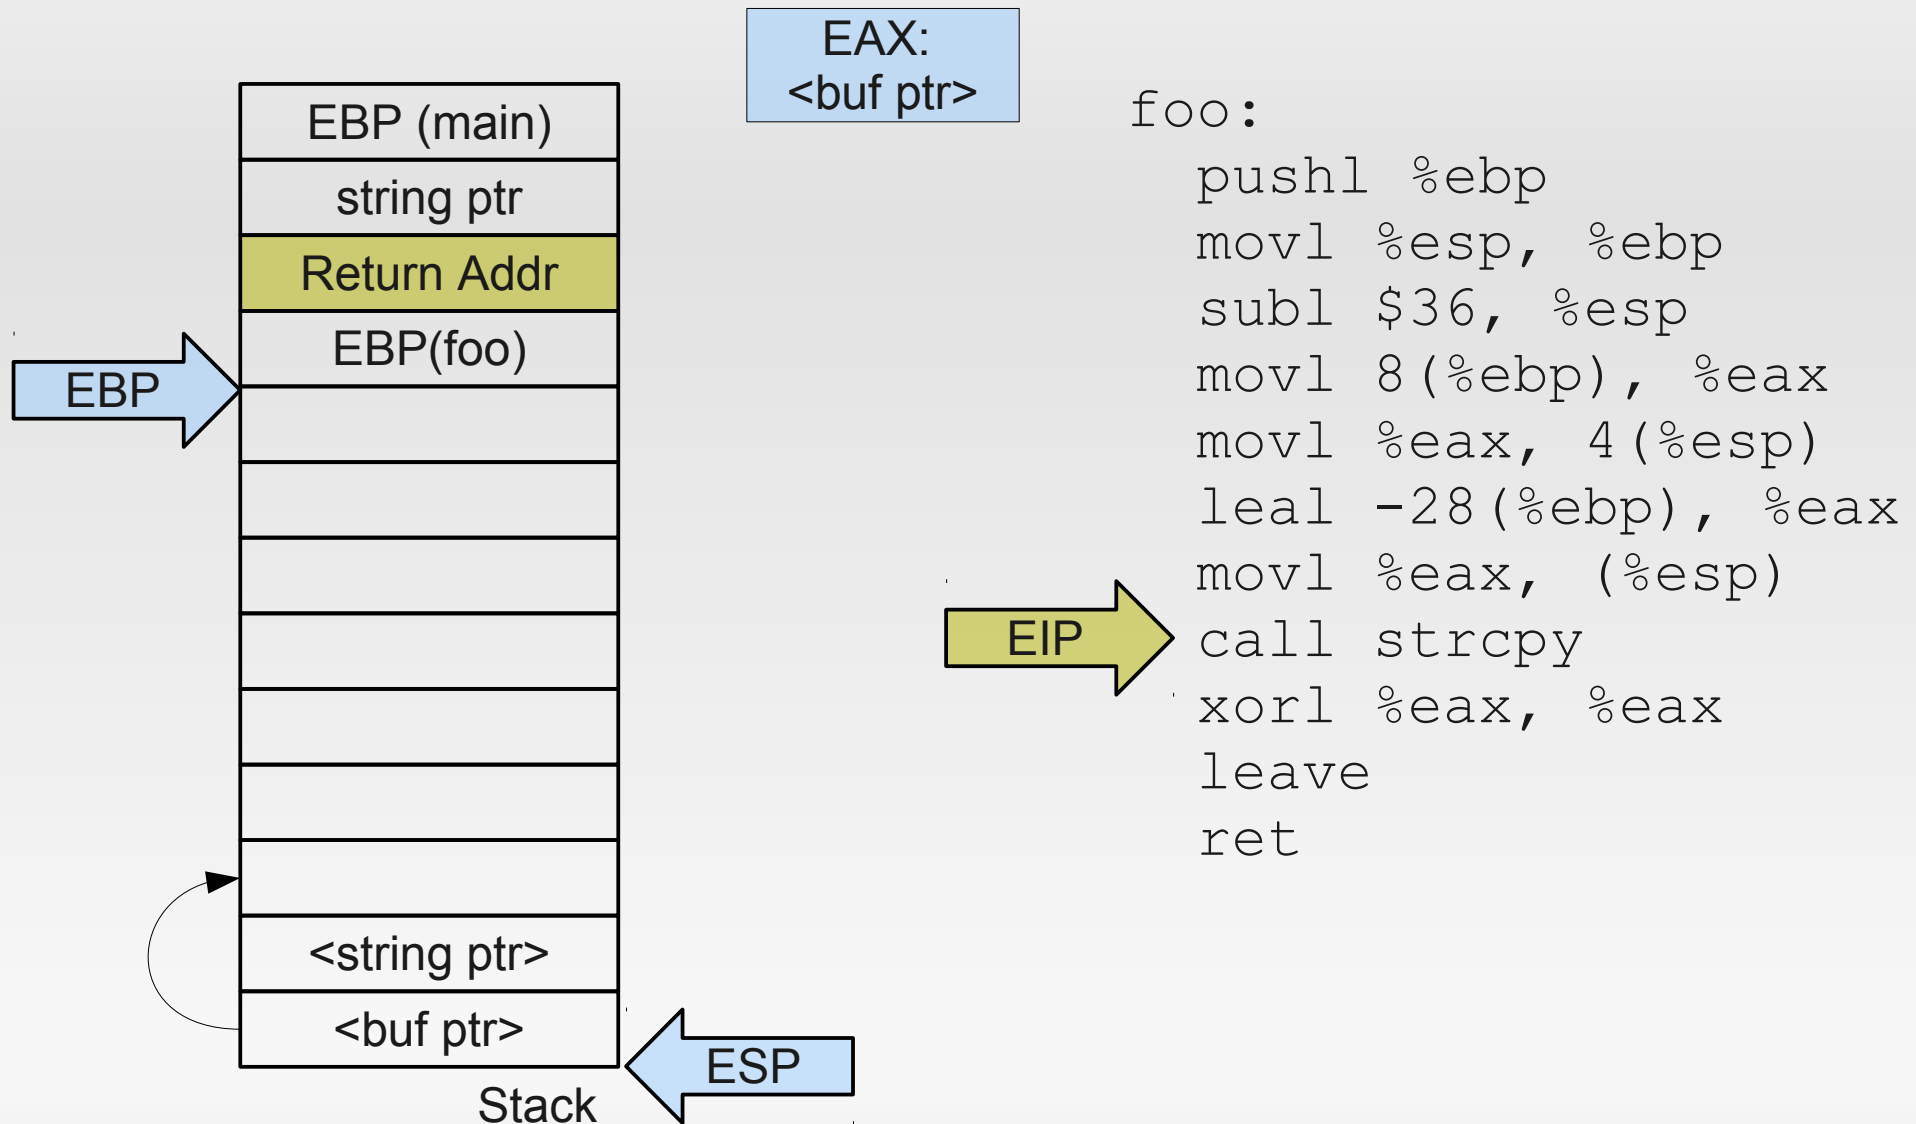 EAX:
<buf ptr>
EBP (main)
string ptr
Return Addr
EBP(foo)
EBP
<string ptr>
<buf ptr>
ESP
Stack
foo:
pushl %ebp
movl %esp, %ebp
subl $36, %esp
movl 8(%ebp), %eax
movl %eax, 4(%esp)
leal -28(%ebp), %eax
movl %eax, (%esp)
EIP
call strcpy
xorl %eax, %eax
leave
ret